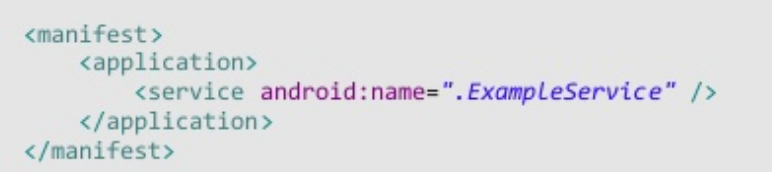 <manifest>
    <application>
        <service android:name=".ExampleService" />
    </application>
</manifest>